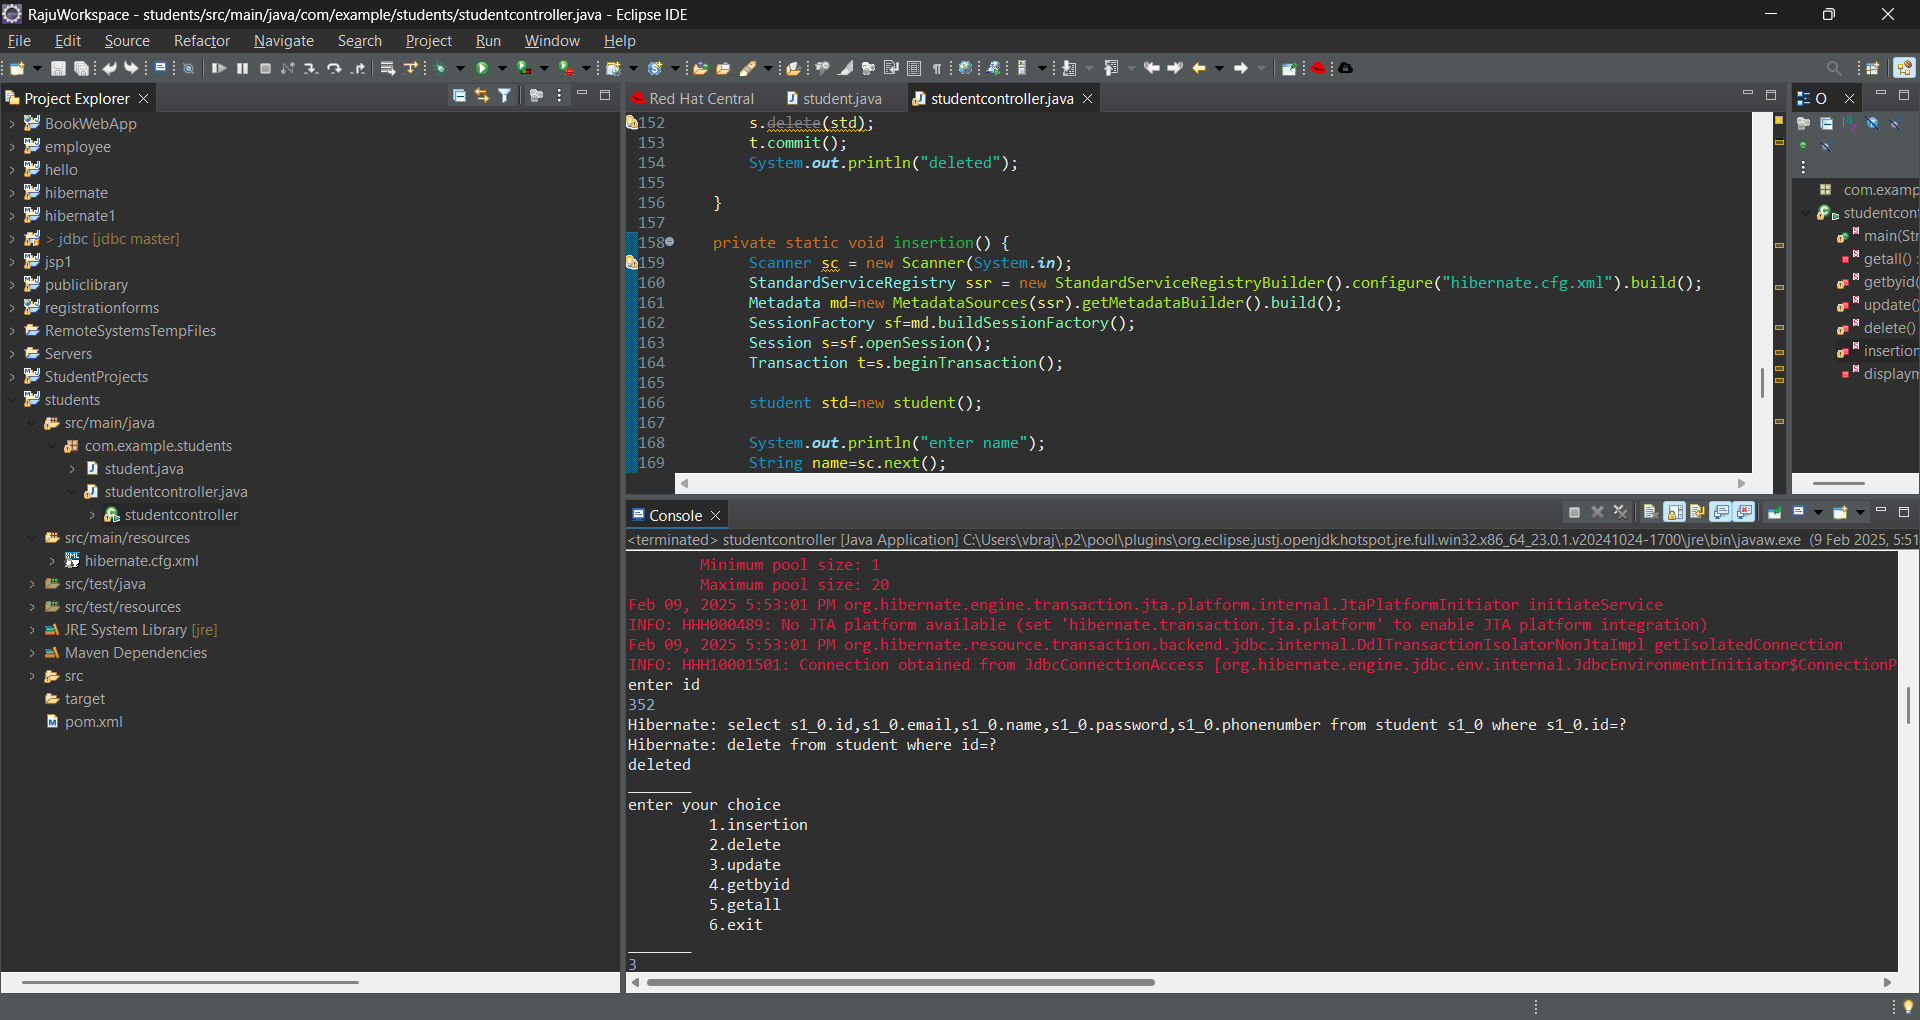 RajuWorkspace - students/src/main/java/com/example/students/studentcontroller.java - Eclipse IDE
File Edit Source Refactor Navigate Search Project Run Window Help
Project Explorer
BookWebApp
employee
hello
hibernate
hibernate1
> jdbc [jdbc master]
jsp1
publiclibrary
registrationforms
RemoteSystemsTempFiles
Servers
StudentProjects
students
src/main/java
com.example.students
student.java
studentcontroller.java
studentcontroller
src/main/resources
hibernate.cfg.xml
src/test/java
src/test/resources
JRE System Library [jre]
Maven Dependencies
src
target
pom.xml
Red Hat Central student.java studentcontroller.java
152 s.delete(std);
153 t.commit();
154 System.out.println("deleted");
155
156 }
157
158 private static void insertion() {
159 Scanner sc = new Scanner(System.in);
160 StandardServiceRegistry ssr = new StandardServiceRegistryBuilder().configure("hibernate.cfg.xml").build();
161 Metadata md=new MetadataSources(ssr).getMetadataBuilder().build();
162 SessionFactory sf=md.buildSessionFactory();
163 Session s=sf.openSession();
164 Transaction t=s.beginTransaction();
165
166 student std=new student();
167
168 System.out.println("enter name");
169 String name=sc.next();
O
com.examp
studentcont
main(Str
getall() :
getbyid(
update()
delete()
insertion
displaym
Console
<terminated> studentcontroller [Java Application] C:\Users\vbraj\.p2\pool\plugins\org.eclipse.justj.openjdk.hotspot.jre.full.win32.x86_64_23.0.1.v20241024-1700\jre\bin\javaw.exe (9 Feb 2025, 5:51
Minimum pool size: 1
Maximum pool size: 20
Feb 09, 2025 5:53:01 PM org.hibernate.engine.transaction.jta.platform.internal.JtaPlatformInitiator initiateService
INFO: HHH000489: No JTA platform available (set 'hibernate.transaction.jta.platform' to enable JTA platform integration)
Feb 09, 2025 5:53:01 PM org.hibernate.resource.transaction.backend.jdbc.internal.DdlTransactionIsolatorNonJtaImpl getIsolatedConnection
INFO: HHH10001501: Connection obtained from JdbcConnectionAccess [org.hibernate.engine.jdbc.env.internal.JdbcEnvironmentInitiator$ConnectionP
enter id
352
Hibernate: select s1_0.id,s1_0.email,s1_0.name,s1_0.password,s1_0.phonenumber from student s1_0 where s1_0.id=?
Hibernate: delete from student where id=?
deleted
_______
enter your choice
1.insertion
2.delete
3.update
4.getbyid
5.getall
6.exit
_______
3